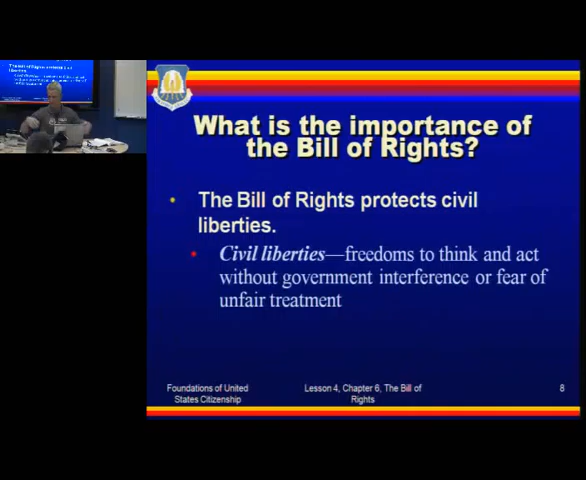 What is the importance of
the Bill of Rights?
• The Bill of Rights protects civil
liberties.
• Civil liberties—freedoms to think and act
without government interference or fear of
unfair treatment
Foundations of United
States Citizenship
Lesson 4, Chapter 6, The Bill of
Rights
8